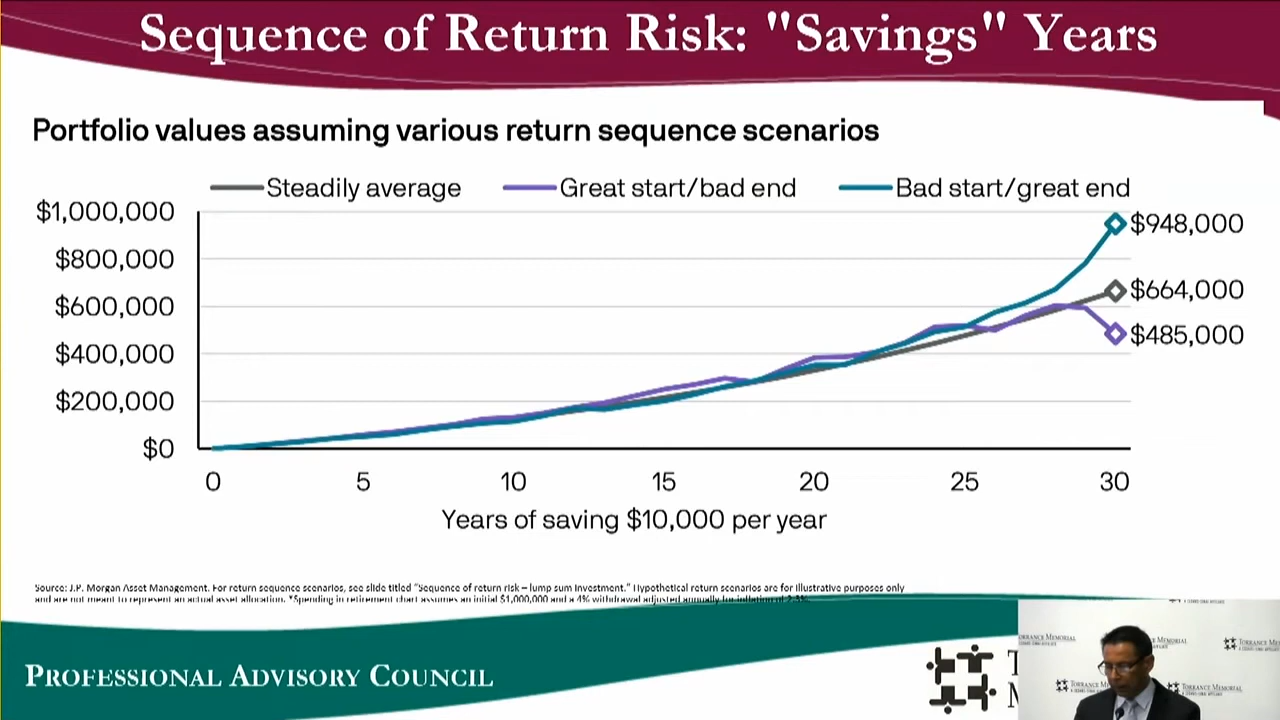 Sequence of Return Risk: "Savings" Years
Portfolio values assuming various return sequence scenarios
Steadily average Great start/bad end Bad start/great end
$1,000,000
$800,000
$600,000
$400,000
$200,000
$0
$948,000
$664,000
$485,000
0 5 10 15 20 25 30
Years of saving $10,000 per year
Source: J.P. Morgan Asset Management. For return sequence scenarios, see slide titled "Sequence of return risk – lump sum investment." Hypothetical return scenarios are for illustrative purposes only
and are not meant to represent an actual asset allocation. *Spending in retirement chart assumes an initial $1,000,000 and a 4% withdrawal adjusted annually for inflation of
PROFESSIONAL ADVISORY COUNCIL
T
M
TORRANCE MEMORIAL
TORRANCE MEMORIAL